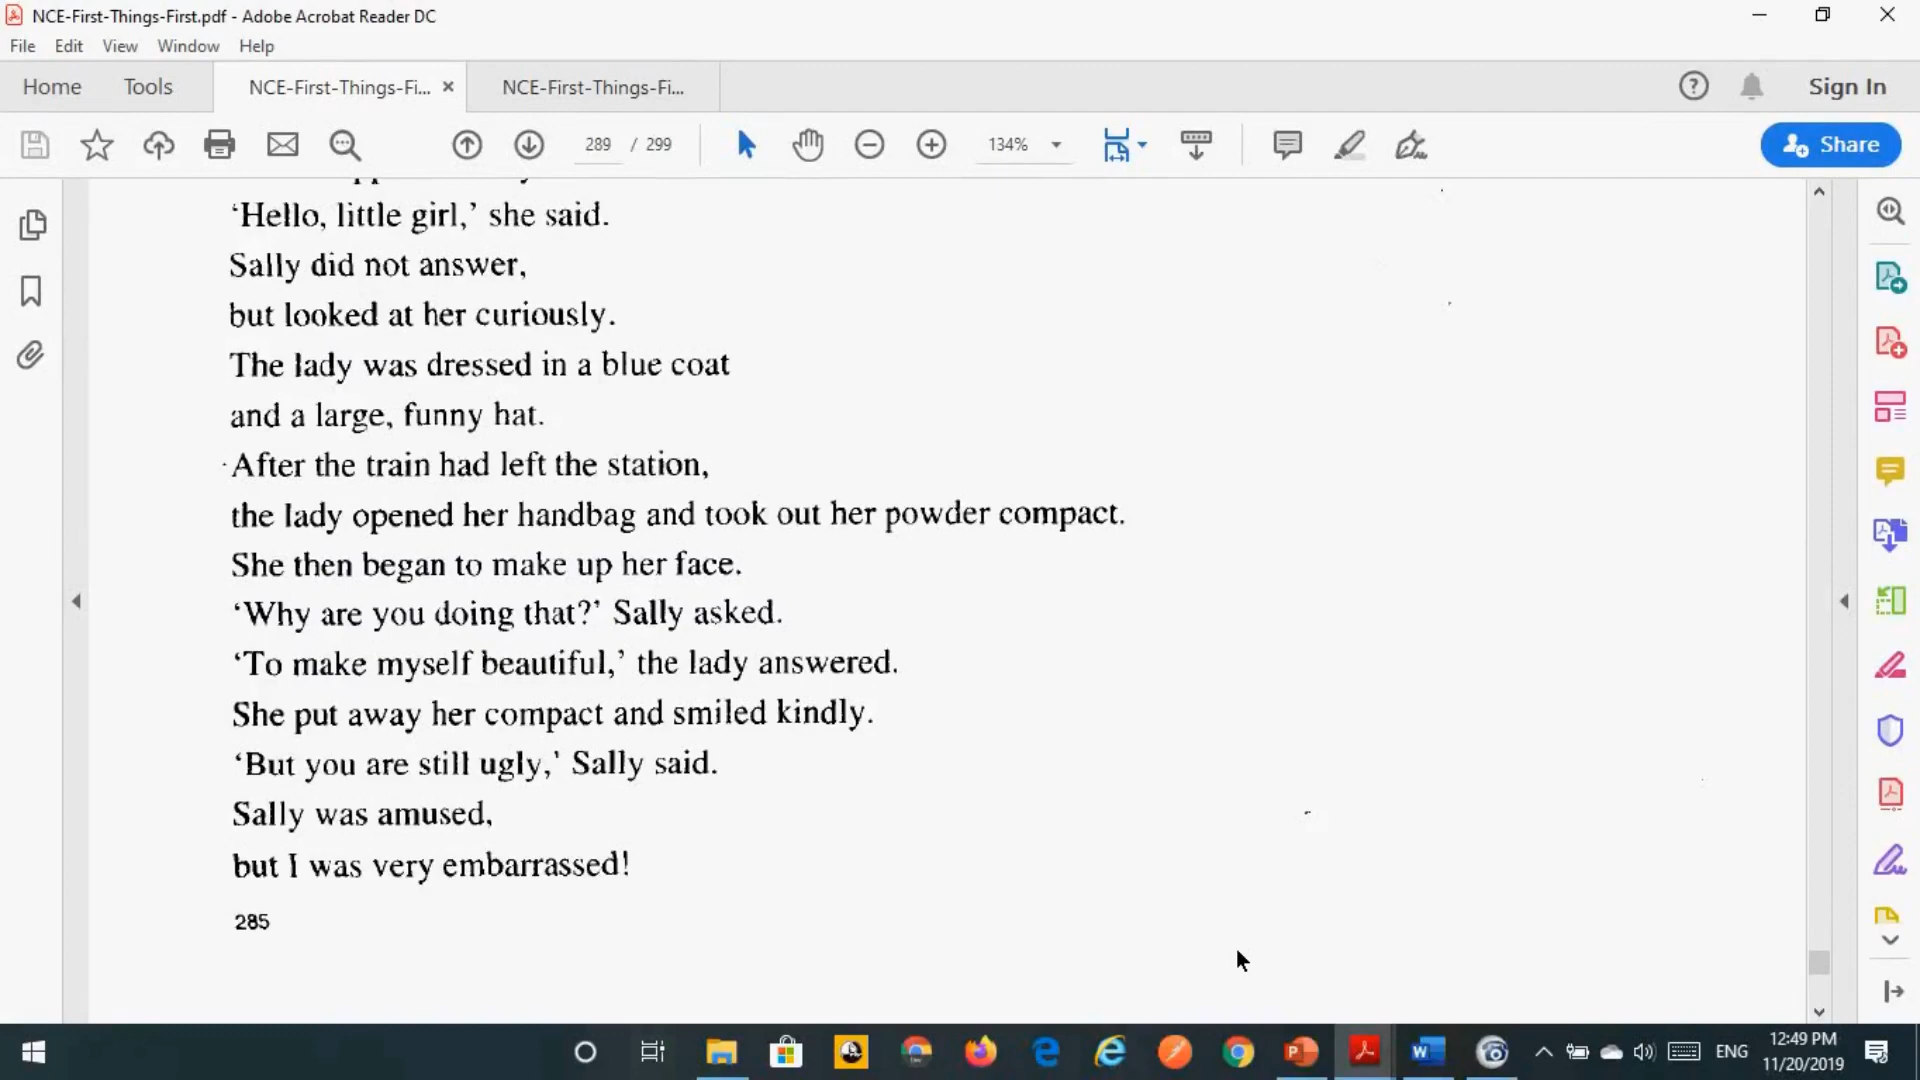 NCE-First-Things-First.pdf - Adobe Acrobat Reader DC
File Edit View Window Help
Home Tools NCE-First-Things-Fi... × NCE-First-Things-Fi... Sign In
289 / 299 134% Share
‘Hello, little girl,’ she said.
Sally did not answer,
but looked at her curiously.
The lady was dressed in a blue coat
and a large, funny hat.
After the train had left the station,
the lady opened her handbag and took out her powder compact.
She then began to make up her face.
‘Why are you doing that?’ Sally asked.
‘To make myself beautiful,’ the lady answered.
She put away her compact and smiled kindly.
‘But you are still ugly,’ Sally said.
Sally was amused,
but I was very embarrassed!
285
ENG 12:49 PM
11/20/2019